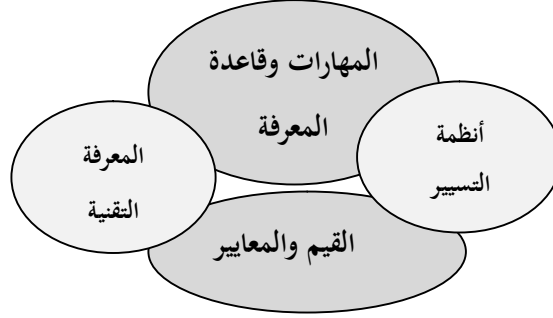 المهارات وقاعدة
المعرفة
أنظمة
التسيير
المعرفة
التقنية
القيم والمعايير